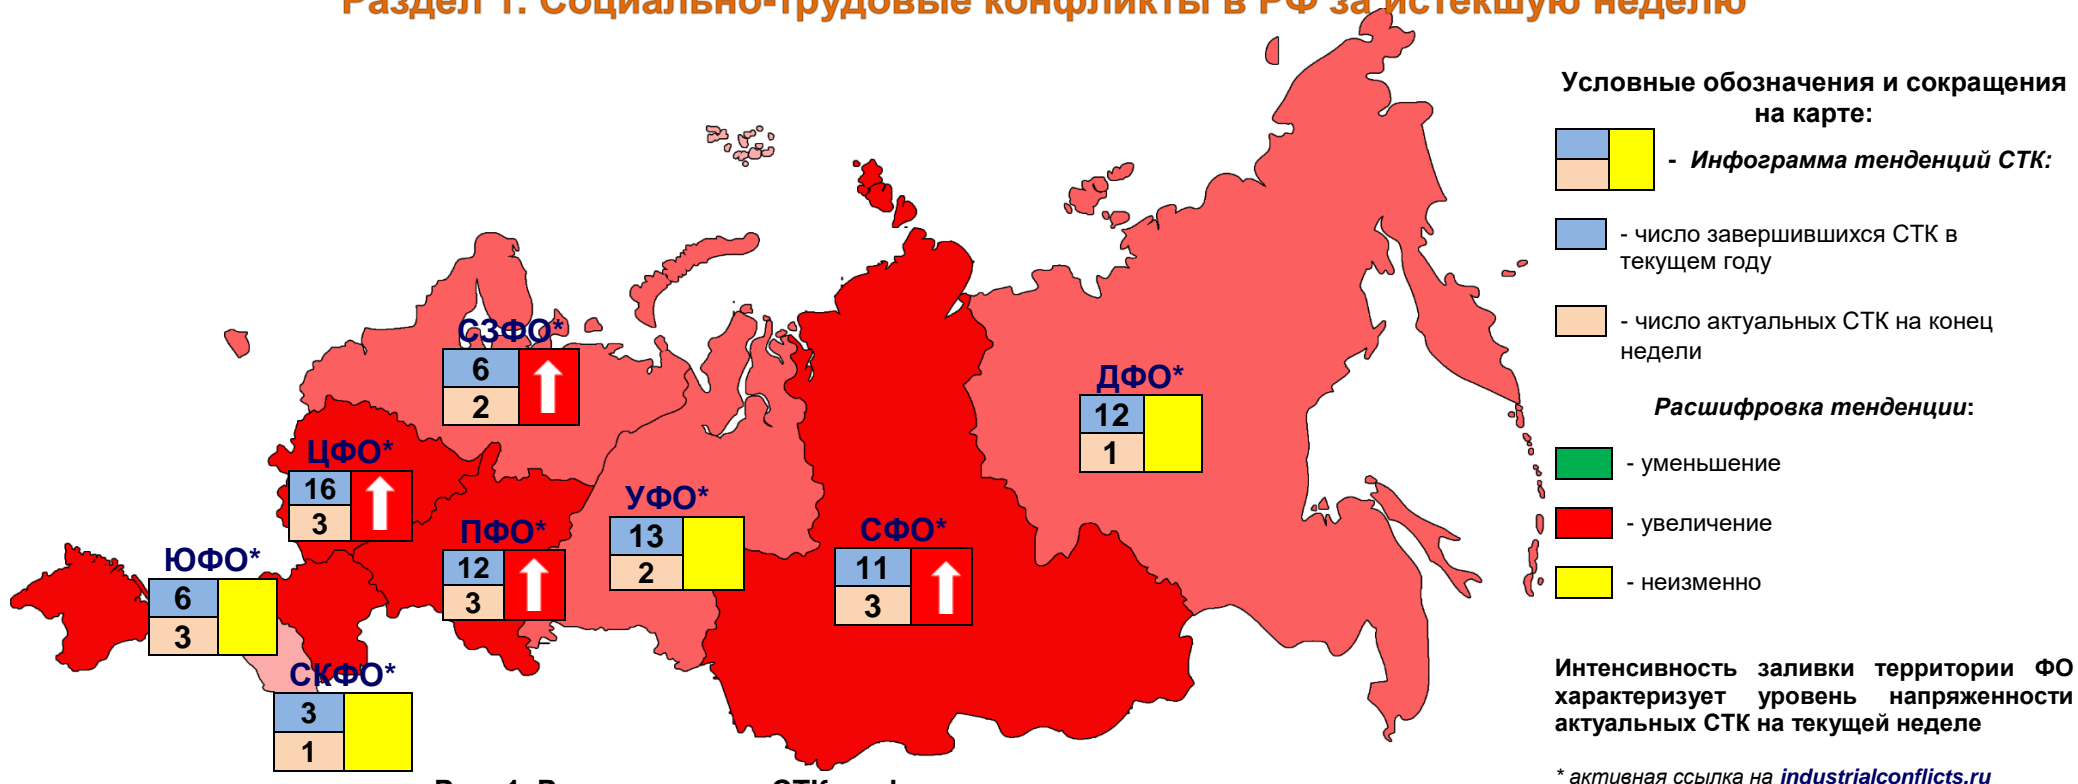 Раздел 1. Социально-трудовые конфликты в РФ за истекшую неделю
Условные обозначения и сокращения
на карте:
- Инфограмма тенденций СТК:
- число завершившихся СТК в
текущем году
- число актуальных СТК на конец
недели
Расшифровка тенденции:
- уменьшение
- увеличение
- неизменно
Интенсивность заливки территории ФО
характеризует уровень напряженности
актуальных СТК на текущей неделе
* активная ссылка на industrialconflicts.ru
СЗФО*
6
2
ДФО*
12
1
ЦФО*
16
3
УФО*
13
2
ПФО*
12
3
СФО*
11
3
ЮФО*
6
3
СКФО*
3
1